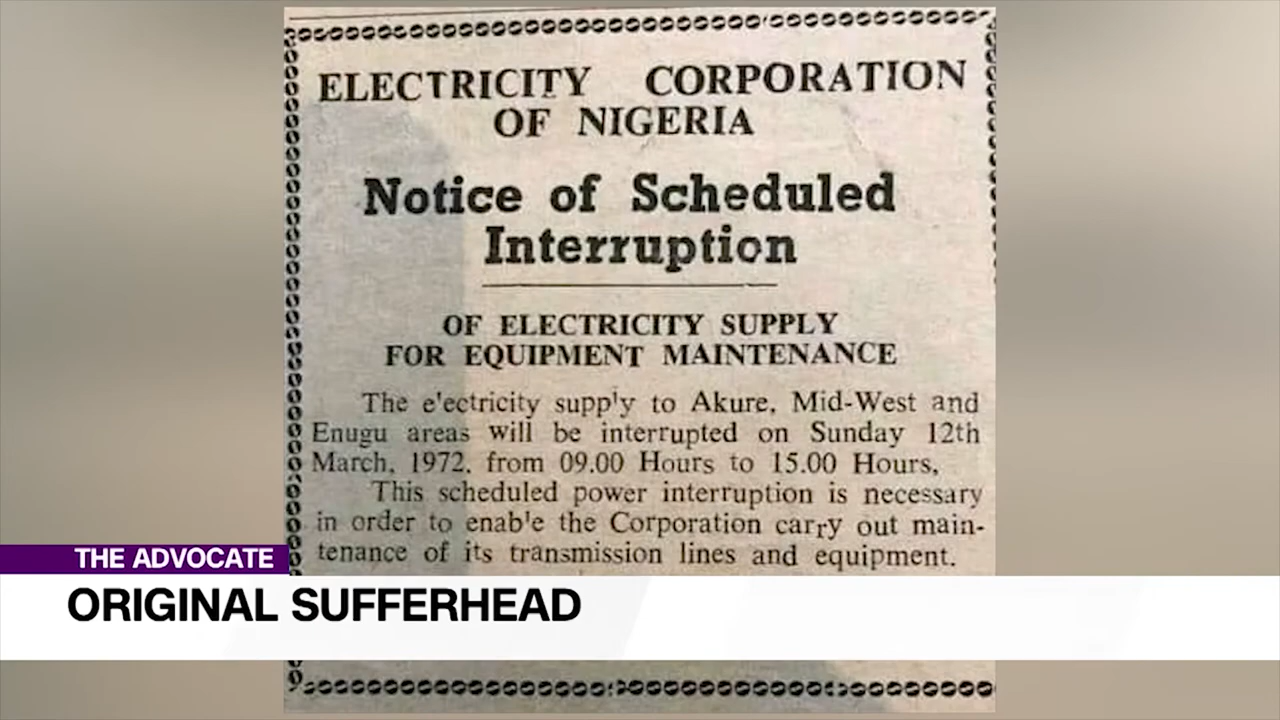 ELECTRICITY CORPORATION
OF NIGERIA
Notice of Scheduled
Interruption
OF ELECTRICITY SUPPLY
FOR EQUIPMENT MAINTENANCE
The e'ectricity supp'y to Akure, Mid-West and
Enugu areas will be interrupted on Sunday 12th
March, 1972, from 09.00 Hours to 15.00 Hours,
This scheduled power interruption is necessary
in order to enab'e the Corporation carry out main-
tenance of its transmission lines and equipment.
THE ADVOCATE
ORIGINAL SUFFERHEAD